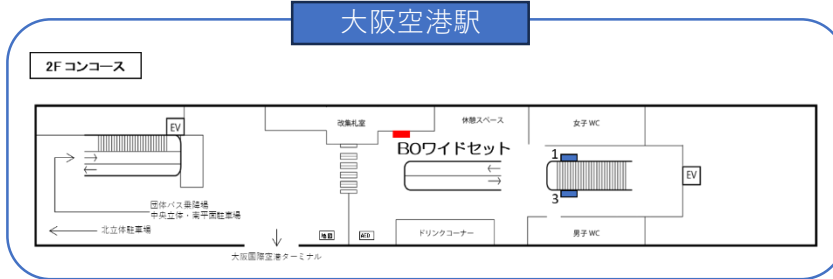 大阪空港駅
2F コンコース
改集札室
休憩スペース
女子 WC
EV
BOワイドセット
1
EV
3
団体バス乗降場
中央立体・南平面駐車場
北立体駐車場
地図
AED
ドリンクコーナー
男子 WC
大阪国際空港ターミナル